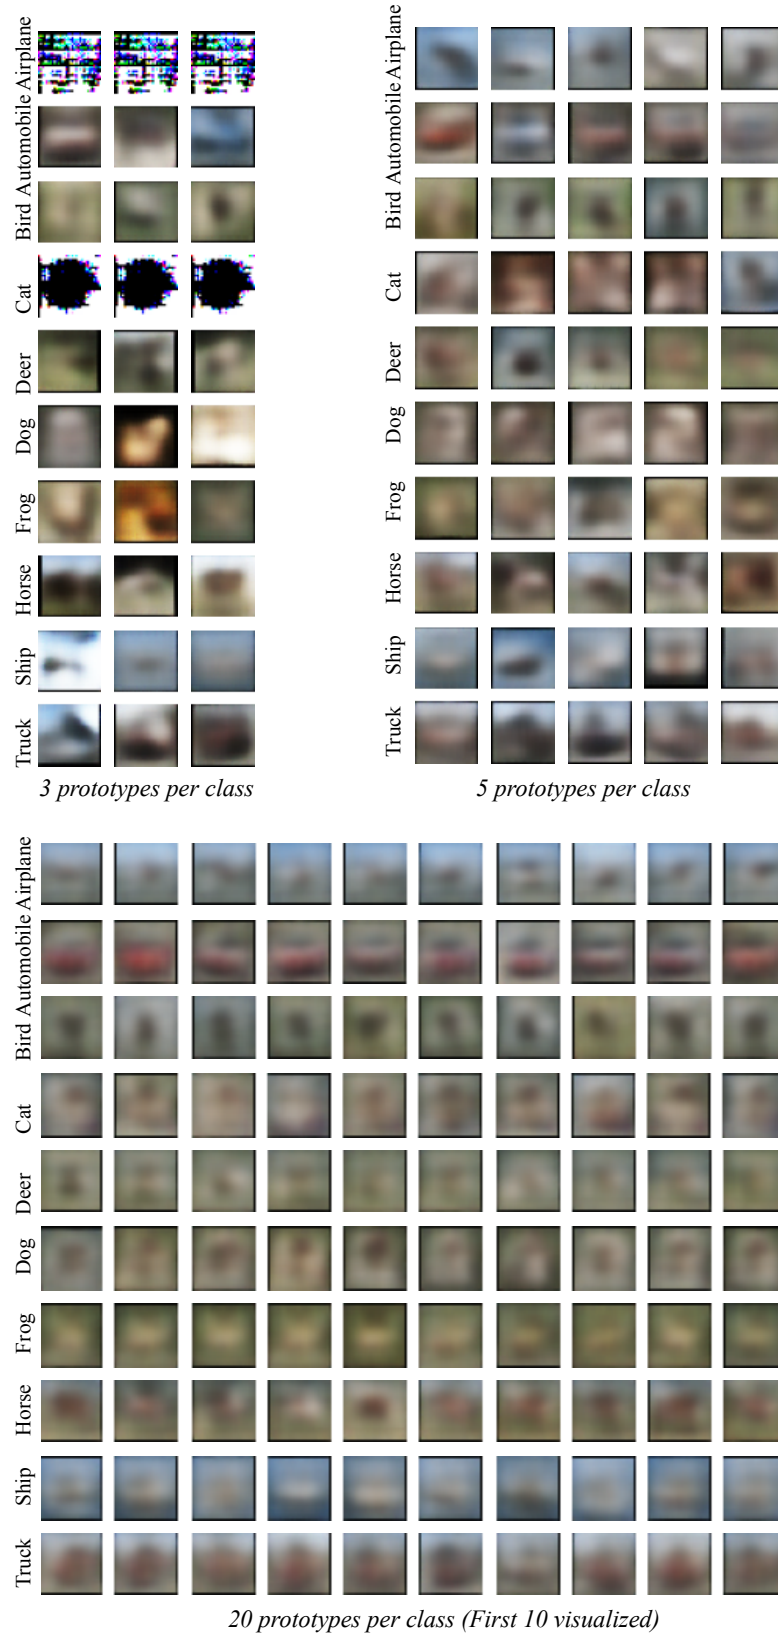 Airplane
Automobile
Bird
Cat
Deer
Dog
Frog
Horse
Ship
Truck
3 prototypes per class
Airplane
Automobile
Bird
Cat
Deer
Dog
Frog
Horse
Ship
Truck
5 prototypes per class
Airplane
Automobile
Bird
Cat
Deer
Dog
Frog
Horse
Ship
Truck
20 prototypes per class (First 10 visualized)